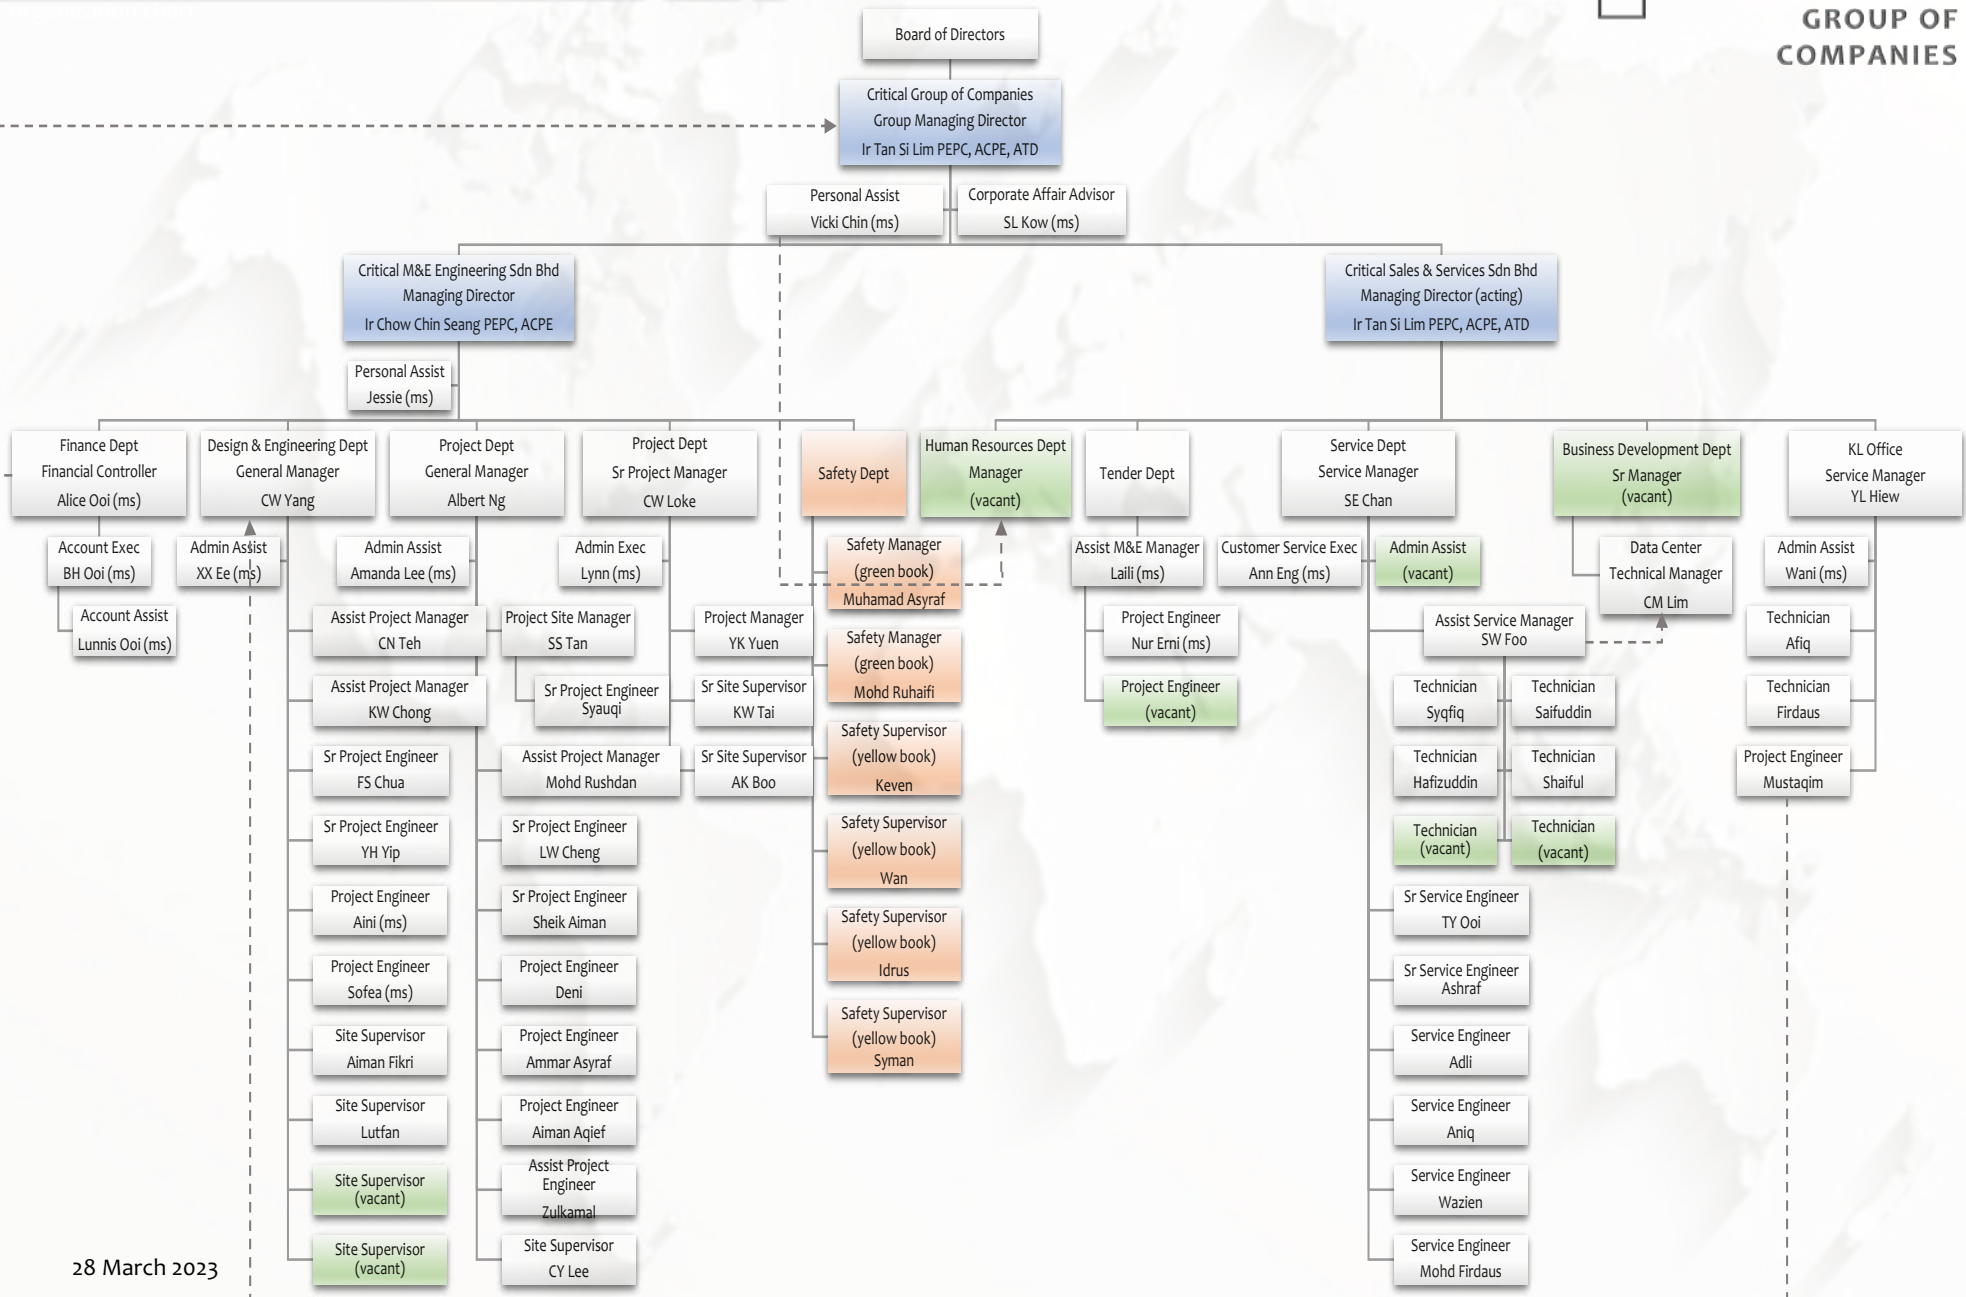 GROUP OF
COMPANIES
Board of Directors
Critical Group of Companies
Group Managing Director
Ir Tan Si Lim PEPC, ACPE, ATD
Personal Assist
Vicki Chin (ms)
Corporate Affair Advisor
SL Kow (ms)
Critical M&E Engineering Sdn Bhd
Managing Director
Ir Chow Chin Seang PEPC, ACPE
Critical Sales & Services Sdn Bhd
Managing Director (acting)
Ir Tan Si Lim PEPC, ACPE, ATD
Personal Assist
Jessie (ms)
Finance Dept
Financial Controller
Alice Ooi (ms)
Account Exec
BH Ooi (ms)
Account Assist
Lunnis Ooi (ms)
Design & Engineering Dept
General Manager
CW Yang
Admin Assist
XX Ee (ms)
Assist Project Manager
CN Teh
Assist Project Manager
KW Chong
Sr Project Engineer
FS Chua
Sr Project Engineer
YH Yip
Project Engineer
Aini (ms)
Project Engineer
Sofea (ms)
Site Supervisor
Aiman Fikri
Site Supervisor
Lutfan
Site Supervisor
(vacant)
Site Supervisor
(vacant)
Project Dept
General Manager
Albert Ng
Admin Assist
Amanda Lee (ms)
Project Site Manager
SS Tan
Sr Project Engineer
Syauqi
Assist Project Manager
Mohd Rushdan
Sr Project Engineer
LW Cheng
Sr Project Engineer
Sheik Aiman
Project Engineer
Deni
Project Engineer
Ammar Asyraf
Project Engineer
Aiman Aqief
Assist Project
Engineer
Zulkamal
Site Supervisor
CY Lee
Project Dept
Sr Project Manager
CW Loke
Admin Exec
Lynn (ms)
Project Manager
YK Yuen
Sr Site Supervisor
KW Tai
Sr Site Supervisor
AK Boo
Safety Dept
Safety Manager
(green book)
Muhamad Asyraf
Safety Manager
(green book)
Mohd Ruhaifi
Safety Supervisor
(yellow book)
Keven
Safety Supervisor
(yellow book)
Wan
Safety Supervisor
(yellow book)
Idrus
Safety Supervisor
(yellow book)
Syman
Human Resources Dept
Manager
(vacant)
Tender Dept
Assist M&E Manager
Laili (ms)
Project Engineer
Nur Erni (ms)
Project Engineer
(vacant)
Service Dept
Service Manager
SE Chan
Customer Service Exec
Ann Eng (ms)
Admin Assist
(vacant)
Assist Service Manager
SW Foo
Technician
Syqfiq
Technician
Saifuddin
Technician
Hafizuddin
Technician
Shaiful
Technician
(vacant)
Technician
(vacant)
Sr Service Engineer
TY Ooi
Sr Service Engineer
Ashraf
Service Engineer
Adli
Service Engineer
Aniq
Service Engineer
Wazien
Service Engineer
Mohd Firdaus
Business Development Dept
Sr Manager
(vacant)
Data Center
Technical Manager
CM Lim
KL Office
Service Manager
YL Hiew
Admin Assist
Wani (ms)
Technician
Afiq
Technician
Firdaus
Project Engineer
Mustaqim
28 March 2023